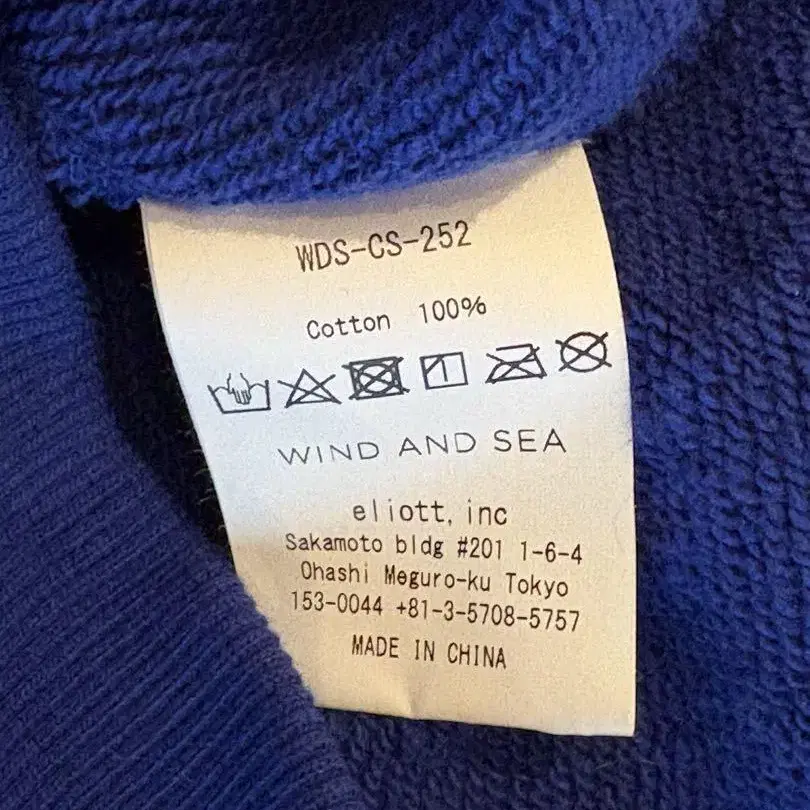 WDS-CS-252
Cotton 100%
WIND AND SEA
eliott, inc
Sakamoto bldg #201 1-6-4
Ohashi Meguro-ku Tokyo
153-0044 +81-3-5708-5757
MADE IN CHINA